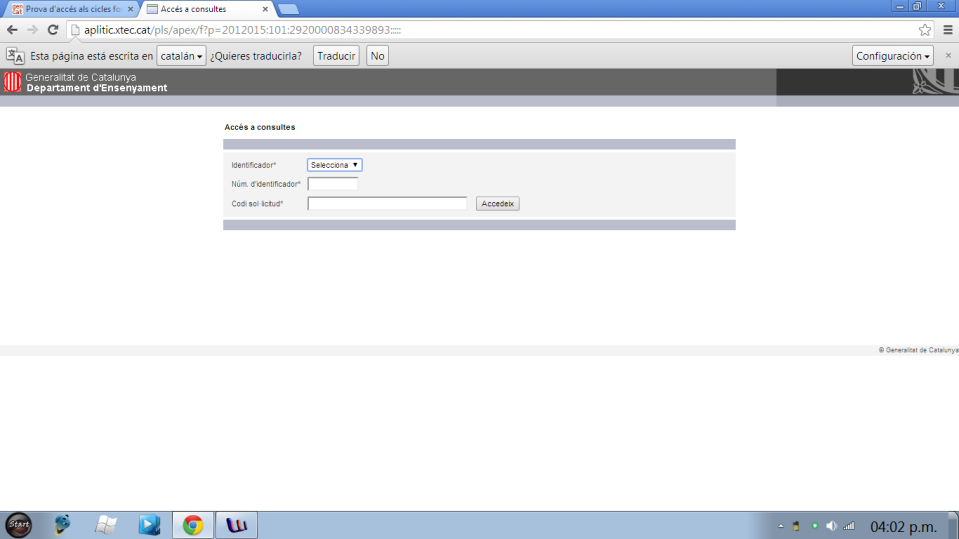 Prova d'accés als cicles fo
Accés a consultes
aplitic.xtec.cat/pls/apex/f?p=2012015:101:2920000834339893:::::
Esta página está escrita en catalán ¿Quieres traducirla? Traducir No Configuración
Generalitat de Catalunya
Departament d'Ensenyament
Accés a consultes
Identificador* Selecciona
Núm. d'identificador*
Codi sol·licitud* Accedeix
© Generalitat de Catalunya
Start 04:02 p.m.